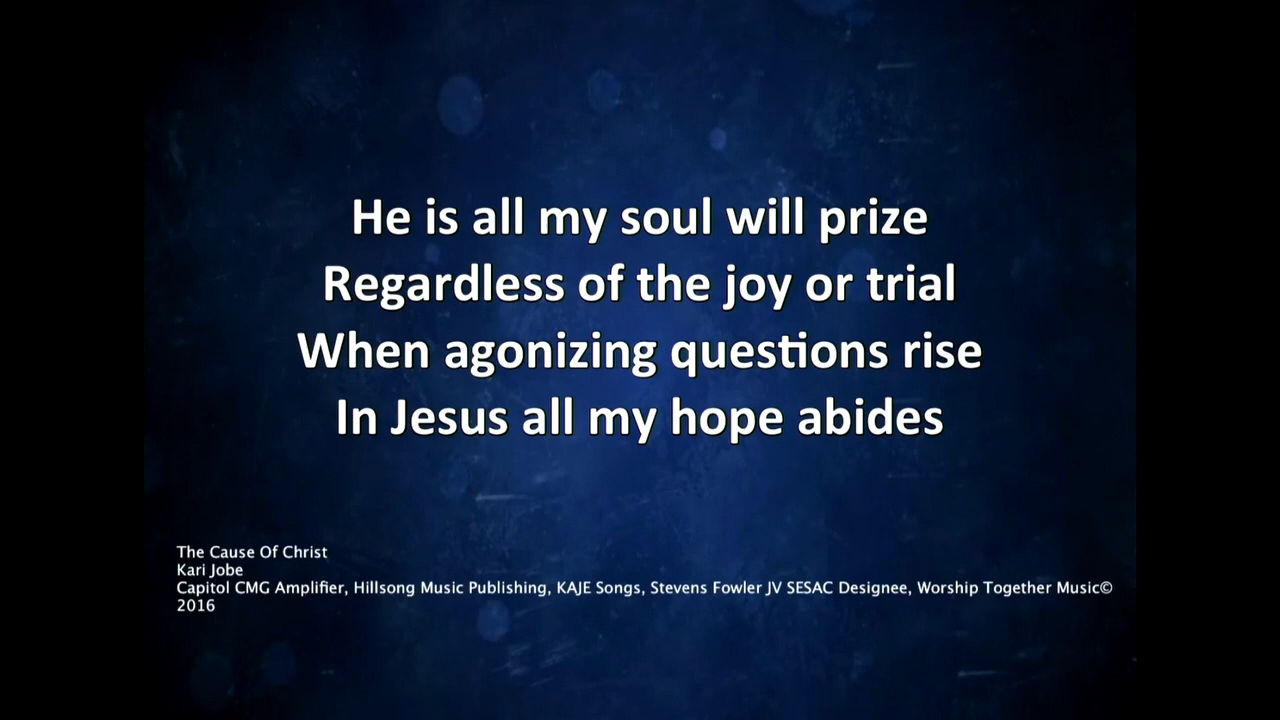 He is all my soul will prize
Regardless of the joy or trial
When agonizing questions rise
In Jesus all my hope abides
The Cause Of Christ
Kari Jobe
Capitol CMG Amplifier, Hillsong Music Publishing, KAJE Songs, Stevens Fowler JV SESAC Designee, Worship Together Music©
2016